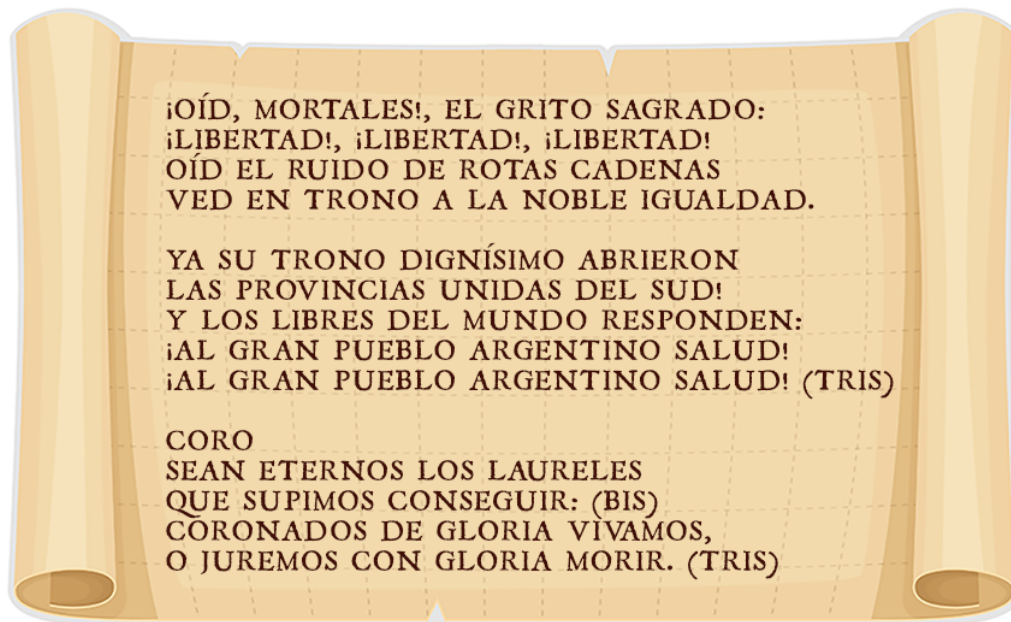 ¡OÍD, MORTALES!, EL GRITO SAGRADO:
¡LIBERTAD!, ¡LIBERTAD!, ¡LIBERTAD!
OÍD EL RUIDO DE ROTAS CADENAS
VED EN TRONO A LA NOBLE IGUALDAD.
YA SU TRONO DIGNÍSIMO ABRIERON
LAS PROVINCIAS UNIDAS DEL SUD!
Y LOS LIBRES DEL MUNDO RESPONDEN:
¡AL GRAN PUEBLO ARGENTINO SALUD!
¡AL GRAN PUEBLO ARGENTINO SALUD! (TRIS)
CORO
SEAN ETERNOS LOS LAURELES
QUE SUPIMOS CONSEGUIR: (BIS)
CORONADOS DE GLORIA VIVAMOS,
O JUREMOS CON GLORIA MORIR. (TRIS)